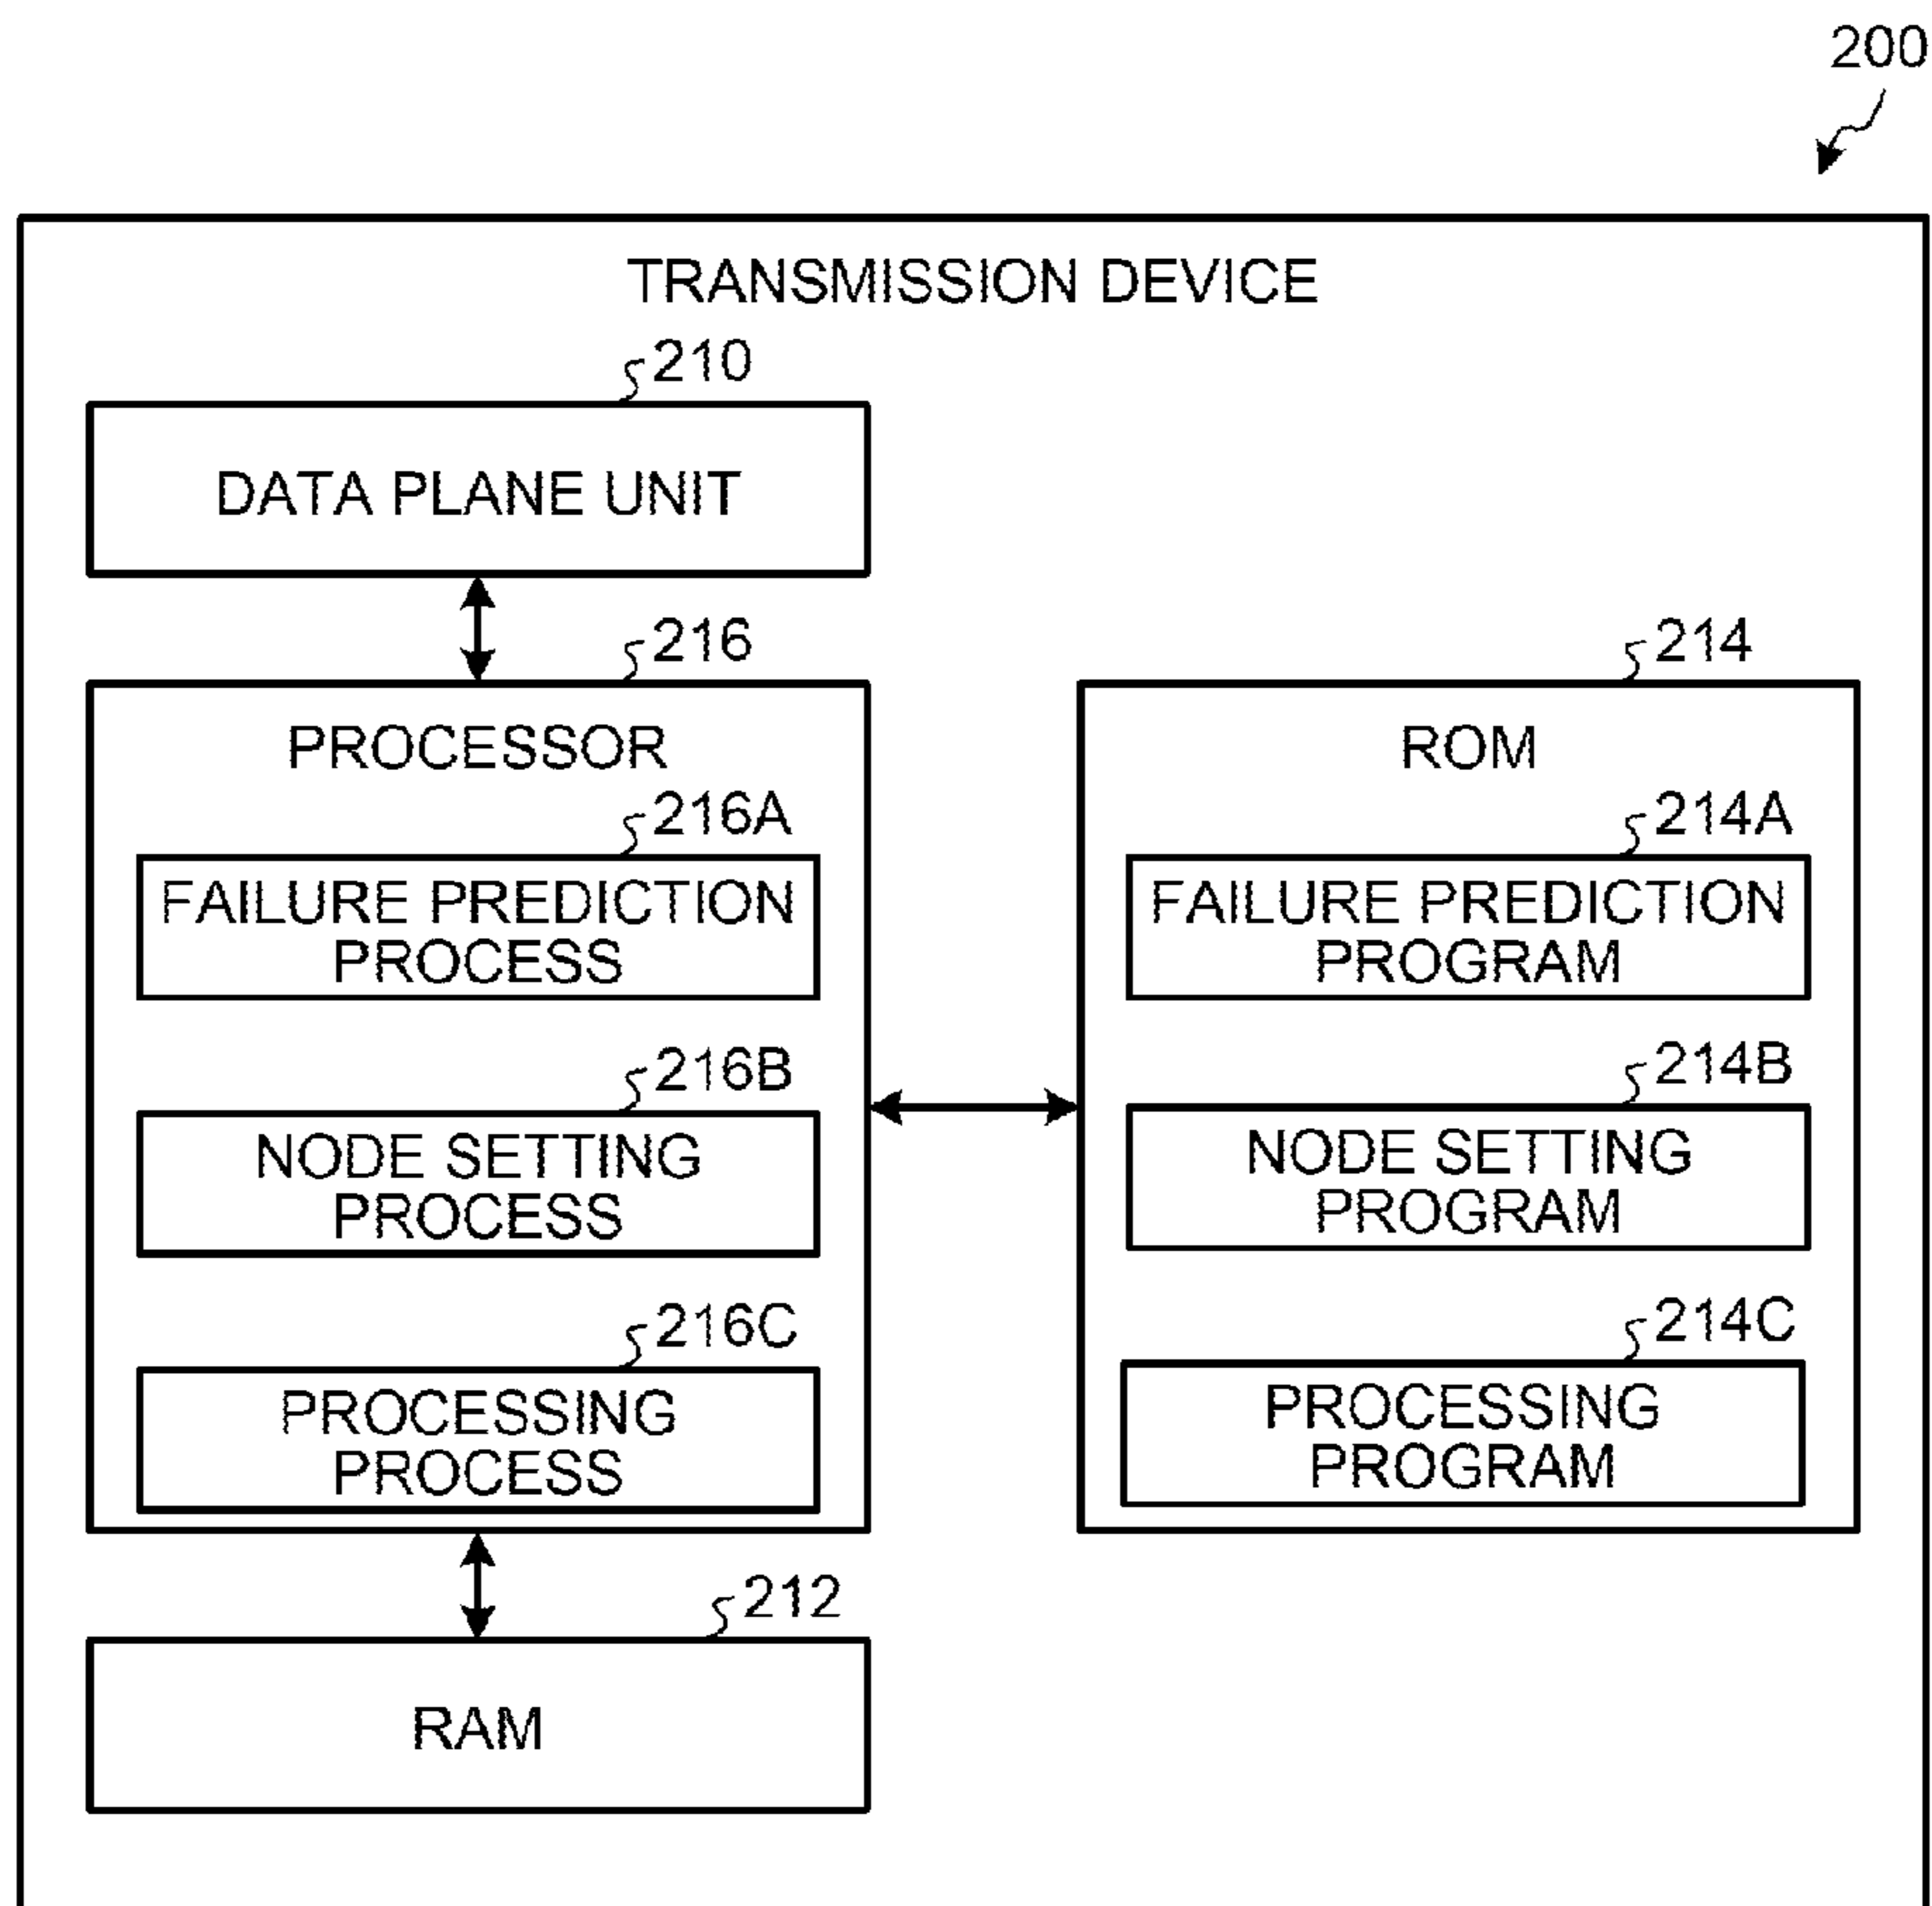 200
TRANSMISSION DEVICE
210
DATA PLANE UNIT
216
PROCESSOR
216A
FAILURE PREDICTION
PROCESS
216B
NODE SETTING
PROCESS
216C
PROCESSING
PROCESS
214
ROM
214A
FAILURE PREDICTION
PROGRAM
214B
NODE SETTING
PROGRAM
214C
PROCESSING
PROGRAM
212
RAM